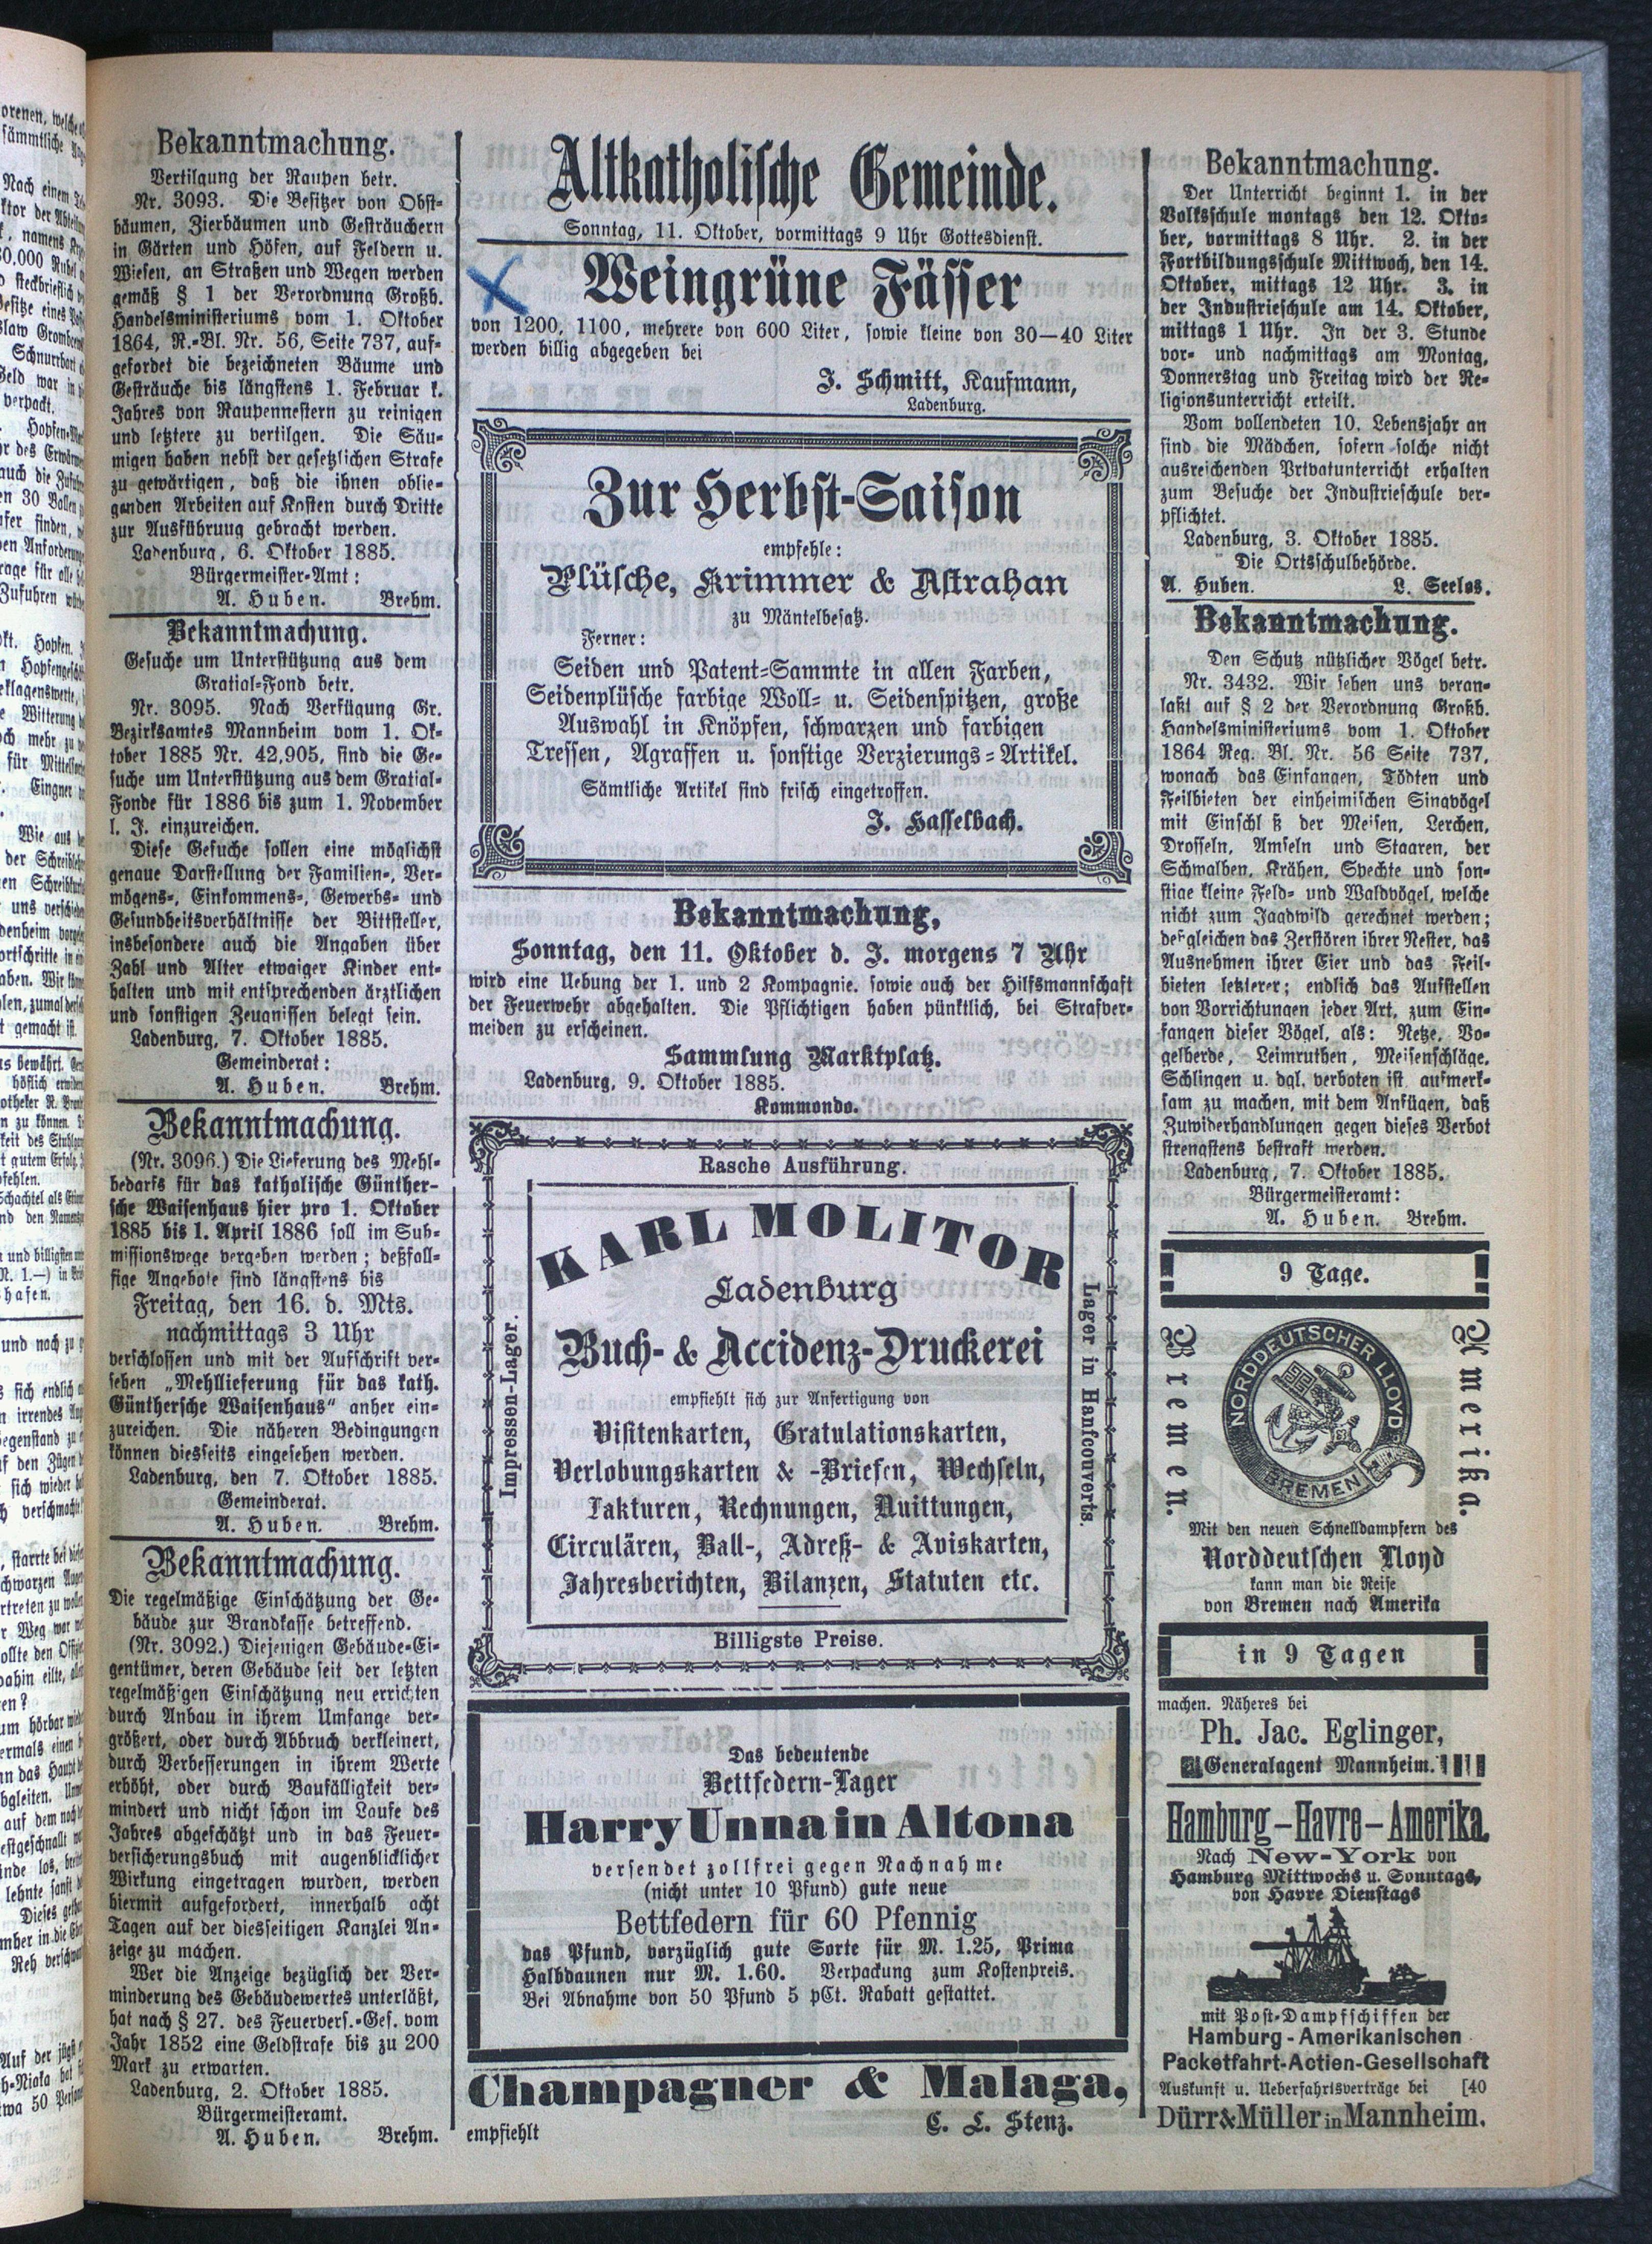 Bekanntmachung.
Vertilgung der Raupen betr.
Nr. 3093. Die Besitzer von Obst-
bäumen, Zierbäumen und Gesträuchern
in Gärten und Höfen, auf Feldern u.
Wiesen, an Straßen und Wegen werden
gemäß § 1 der Verordnung Großh.
Handelsministeriums vom 1. Oktober
1864, R.-Bl. Nr. 56, Seite 737, auf-
gefordet die bezeichneten Bäume und
Gesträuche bis längstens 1. Februar k.
Jahres von Raupennestern zu reinigen
und letztere zu vertilgen. Die Säu-
migen haben nebst der gesetzlichen Strafe
zu gewärtigen, daß die ihnen oblie-
genden Arbeiten auf Kosten durch Dritte
zur Ausführung gebracht werden.
Ladenburg, 6. Oktober 1885.
Bürgermeister-Amt:
A. Huben. Brehm.
Bekanntmachung.
Gesuche um Unterstützung aus dem
Gratial-Fond betr.
Nr. 3095. Nach Verfügung Gr.
Bezirksamtes Mannheim vom 1. Ok-
tober 1885 Nr. 42,905, sind die Ge-
suche um Unterstützung aus dem Gratial-
Fonde für 1886 bis zum 1. November
l. J. einzureichen.
Diese Gesuche sollen eine möglichst
genaue Darstellung der Familien-, Ver-
mögens-, Einkommens-, Gewerbs- und
Gesundheitsverhältnisse der Bittsteller,
insbesondere auch die Angaben über
Zahl und Alter etwaiger Kinder ent-
halten und mit entsprechenden ärztlichen
und sonstigen Zeugnissen belegt sein.
Ladenburg, 7. Oktober 1885.
Gemeinderat:
A. Huben. Brehm.
Bekanntmachung.
(Nr. 3096.) Die Lieferung des Mehl-
bedarfs für das katholische Günther-
sche Waisenhaus hier pro 1. Oktober
1885 bis 1. April 1886 soll im Sub-
missionswege vergeben werden; deßfall-
sige Angebote sind längstens bis
Freitag, den 16. d. Mts.
nachmittags 3 Uhr
verschlossen und mit der Aufschrift ver-
sehen „Mehllieferung für das kath.
Günthersche Waisenhaus“ anher ein-
zureichen. Die näheren Bedingungen
können diesseits eingesehen werden.
Ladenburg, den 7. Oktober 1885.
Gemeinderat.
A. Huben. Brehm.
Bekanntmachung.
Die regelmäßige Einschätzung der Ge-
bäude zur Brandkasse betreffend.
(Nr. 3092.) Diejenigen Gebäude-Ei-
gentümer, deren Gebäude seit der letzten
regelmäßigen Einschätzung neu errichten
durch Anbau in ihrem Umfange ver-
größert, oder durch Abbruch verkleinert,
durch Verbesserungen in ihrem Werte
erhöht, oder durch Baufälligkeit ver-
mindert und nicht schon im Laufe des
Jahres abgeschätzt und in das Feuer-
versicherungsbuch mit augenblicklicher
Wirkung eingetragen wurden, werden
hiermit aufgefordert, innerhalb acht
Tagen auf der diesseitigen Kanzlei An-
zeige zu machen.
Wer die Anzeige bezüglich der Ver-
minderung des Gebäudewertes unterläßt,
hat nach § 27. des Feuervers.-Ges. vom
Jahr 1852 eine Geldstrafe bis zu 200
Mark zu erwarten.
Ladenburg, 2. Oktober 1885.
Bürgermeisteramt.
A. Huben. Brehm.
Altkatholische Gemeinde.
Sonntag, 11. Oktober, vormittags 9 Uhr Gottesdienst.
Weingrüne Fässer
von 1200, 1100, mehrere von 600 Liter, sowie kleine von 30—40 Liter
werden billig abgegeben bei
J. Schmitt, Kaufmann,
Ladenburg.
Zur Herbst-Saison
empfehle:
Plüsche, Krimmer & Astrahan
zu Mäntelbesatz.
Ferner:
Seiden und Patent-Sammte in allen Farben,
Seidenplüsche farbige Woll- u. Seidenspitzen, große
Auswahl in Knöpfen, schwarzen und farbigen
Tressen, Agraffen u. sonstige Verzierungs-Artikel.
Sämtliche Artikel sind frisch eingetroffen.
J. Hasselbach.
Bekanntmachung,
Sonntag, den 11. Oktober d. J. morgens 7 Uhr
wird eine Uebung der 1. und 2 Kompagnie. sowie auch der Hilfsmannschaft
der Feuerwehr abgehalten. Die Pflichtigen haben pünktlich, bei Strafver-
meiden zu erscheinen.
Sammlung Marktplatz.
Ladenburg, 9. Oktober 1885.
Kommondo.
Rasche Ausführung.
Impressen-Lager.
KARL MOLITOR
Ladenburg
Buch- & Accidenz-Druckerei
empfiehlt sich zur Anfertigung von
Visitenkarten, Gratulationskarten,
Verlobungskarten & -Briefen, Wechseln,
Fakturen, Rechnungen, Quittungen,
Circulären, Ball-, Adreß- & Aviskarten,
Jahresberichten, Bilanzen, Statuten etc.
Lager in Hanfcouverts.
Billigste Preise.
Das bedeutende
Bettfedern-Lager
Harry Unna in Altona
versendet zollfrei gegen Nachnahme
(nicht unter 10 Pfund) gute neue
Bettfedern für 60 Pfennig
das Pfund, vorzüglich gute Sorte für M. 1.25, Prima
Halbdaunen nur M. 1.60. Verpackung zum Kostenpreis.
Bei Abnahme von 50 Pfund 5 pCt. Rabatt gestattet.
Champagner & Malaga,
empfiehlt C. L. Stenz.
Bekanntmachung.
Der Unterricht beginnt 1. in der
Volksschule montags den 12. Okto-
ber, vormittags 8 Uhr. 2. in der
Fortbildungsschule Mittwoch, den 14.
Oktober, mittags 12 Uhr. 3. in
der Industrieschule am 14. Oktober,
mittags 1 Uhr. In der 3. Stunde
vor- und nachmittags am Montag,
Donnerstag und Freitag wird der Re-
ligionsunterricht erteilt.
Vom vollendeten 10. Lebensjahr an
sind die Mädchen, sofern solche nicht
ausreichenden Prtvatunterricht erhalten
zum Besuche der Industrieschule ver-
pflichtet.
Ladenburg, 3. Oktober 1885.
Die Ortsschulbehörde.
A. Huben. L. Seelos.
Bekanntmachung.
Den Schutz nützlicher Vögel betr.
Nr. 3432. Wir sehen uns veran-
laßt auf § 2 der Verordnung Großh.
Handelsministeriums vom 1. Oktober
1864 Reg. Bl. Nr. 56 Seite 737,
wonach das Einfangen, Tödten und
Feilbieten der einheimischen Singvögel
mit Einschl ß der Meisen, Lerchen,
Drosseln, Amseln und Staaren, der
Schwalben, Krähen, Spechte und son-
stige kleine Feld- und Waldvögel, welche
nicht zum Jagdwild gerechnet werden;
desgleichen das Zerstören ihrer Nester, das
Ausnehmen ihrer Eier und das Feil-
bieten letzterer; endlich das Aufstellen
von Vorrichtungen jeder Art, zum Ein-
fangen dieser Vögel, als: Netze, Vo-
gelherde, Leimruthen, Meisenschläge,
Schlingen u. dgl. verboten ist aufmerk-
sam zu machen, mit dem Anfügen, daß
Zuwiderhandlungen gegen dieses Verbot
strengstens bestraft werden.
Ladenburg, 7. Oktober 1885.
Bürgermeisteramt:
A. Huben. Brehm.
9 Tage.
Bremen.
NORDDEUTSCHER LLOYD
BREMEN
Amerika.
Mit den neuen Schnelldampfern des
Norddeutschen Lloyd
kann man die Reise
von Bremen nach Amerika
in 9 Tagen
machen. Näheres bei
Ph. Jac. Eglinger,
Generalagent Mannheim.
Hamburg—Havre—Amerika.
Nach New-York von
Hamburg Mittwochs u. Sonntags,
von Havre Dienstags
mit Post-Dampfschiffen der
Hamburg-Amerikanischen
Packetfahrt-Actien-Gesellschaft
Auskunft u. Ueberfahrtsverträge bei [40
Dürr & Müller in Mannheim.